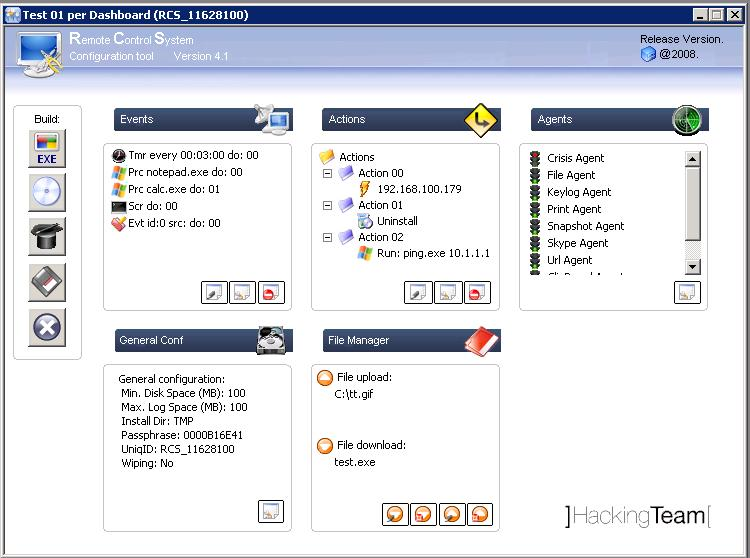 Test 01 per Dashboard (RCS_11628100)
Remote Control System
Configuration tool Version 4.1
Release Version.
@2008.
Build:
EXE
Events
Tmr every 00:03:00 do: 00
Prc notepad.exe do: 00
Prc calc.exe do: 01
Scr do: 00
Evt id:0 src: do: 00
Actions
Actions
Action 00
192.168.100.179
Action 01
Uninstall
Action 02
Run: ping.exe 10.1.1.1
Agents
Crisis Agent
File Agent
Keylog Agent
Print Agent
Snapshot Agent
Skype Agent
Url Agent
General Conf
General configuration:
Min. Disk Space (MB): 100
Max. Log Space (MB): 100
Install Dir: TMP
Passphrase: 0000B16E41
UniqID: RCS_11628100
Wiping: No
File Manager
File upload:
C:\tt.gif
File download:
test.exe
]HackingTeam[